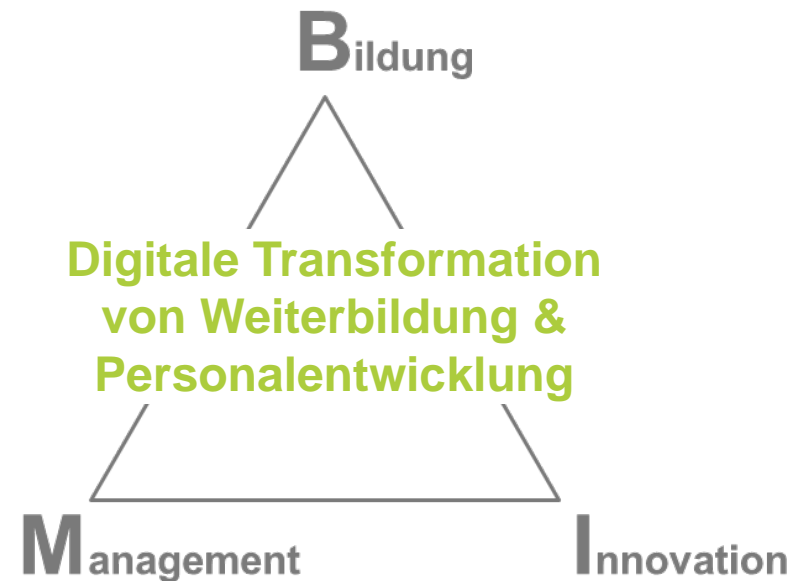 Bildung
Digitale Transformation
von Weiterbildung &
Personalentwicklung
Management Innovation